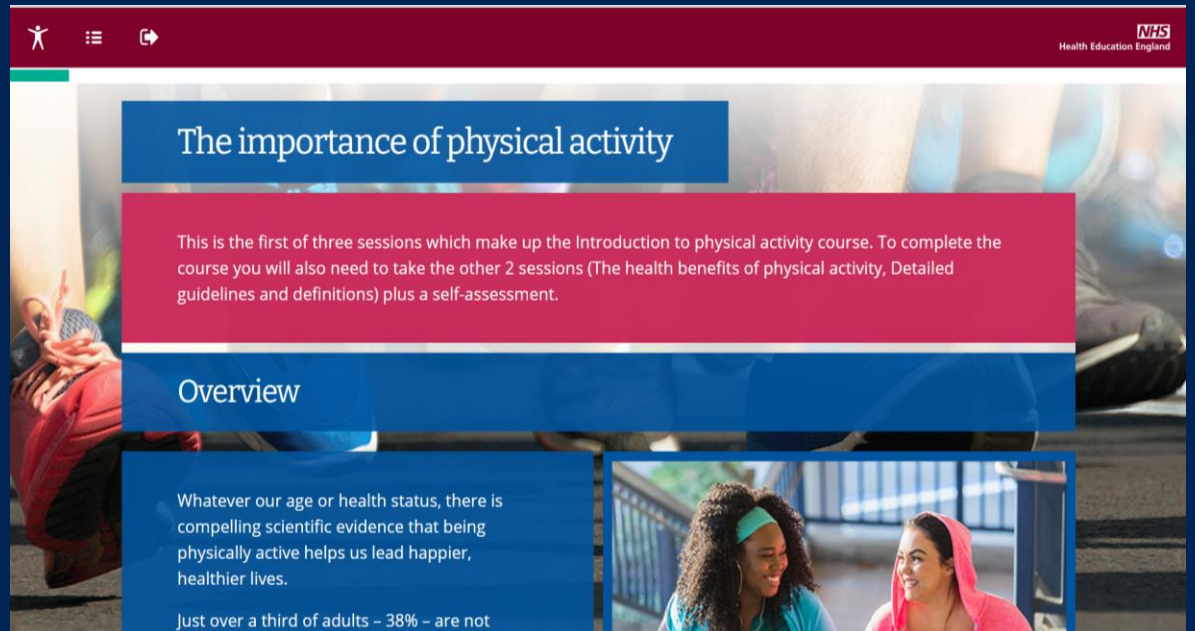 NHS
Health Education England
The importance of physical activity
This is the first of three sessions which make up the Introduction to physical activity course. To complete the
course you will also need to take the other 2 sessions (The health benefits of physical activity, Detailed
guidelines and definitions) plus a self-assessment.
Overview
Whatever our age or health status, there is
compelling scientific evidence that being
physically active helps us lead happier,
healthier lives.
Just over a third of adults – 38% – are not